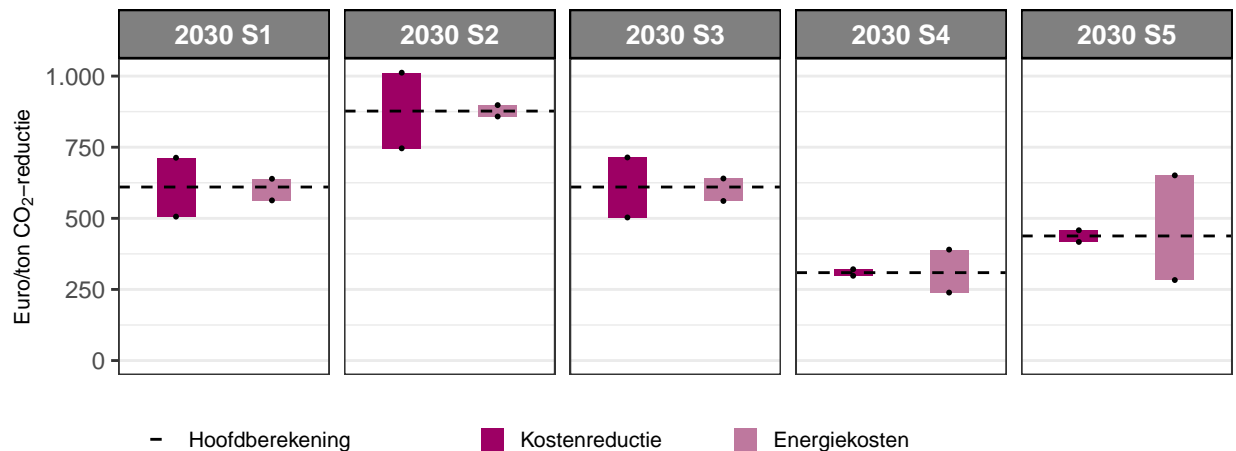 2030 S1 2030 S2 2030 S3 2030 S4 2030 S5
Euro/ton CO₂−reductie
1.000
750
500
250
0
Hoofdberekening Kostenreductie Energiekosten